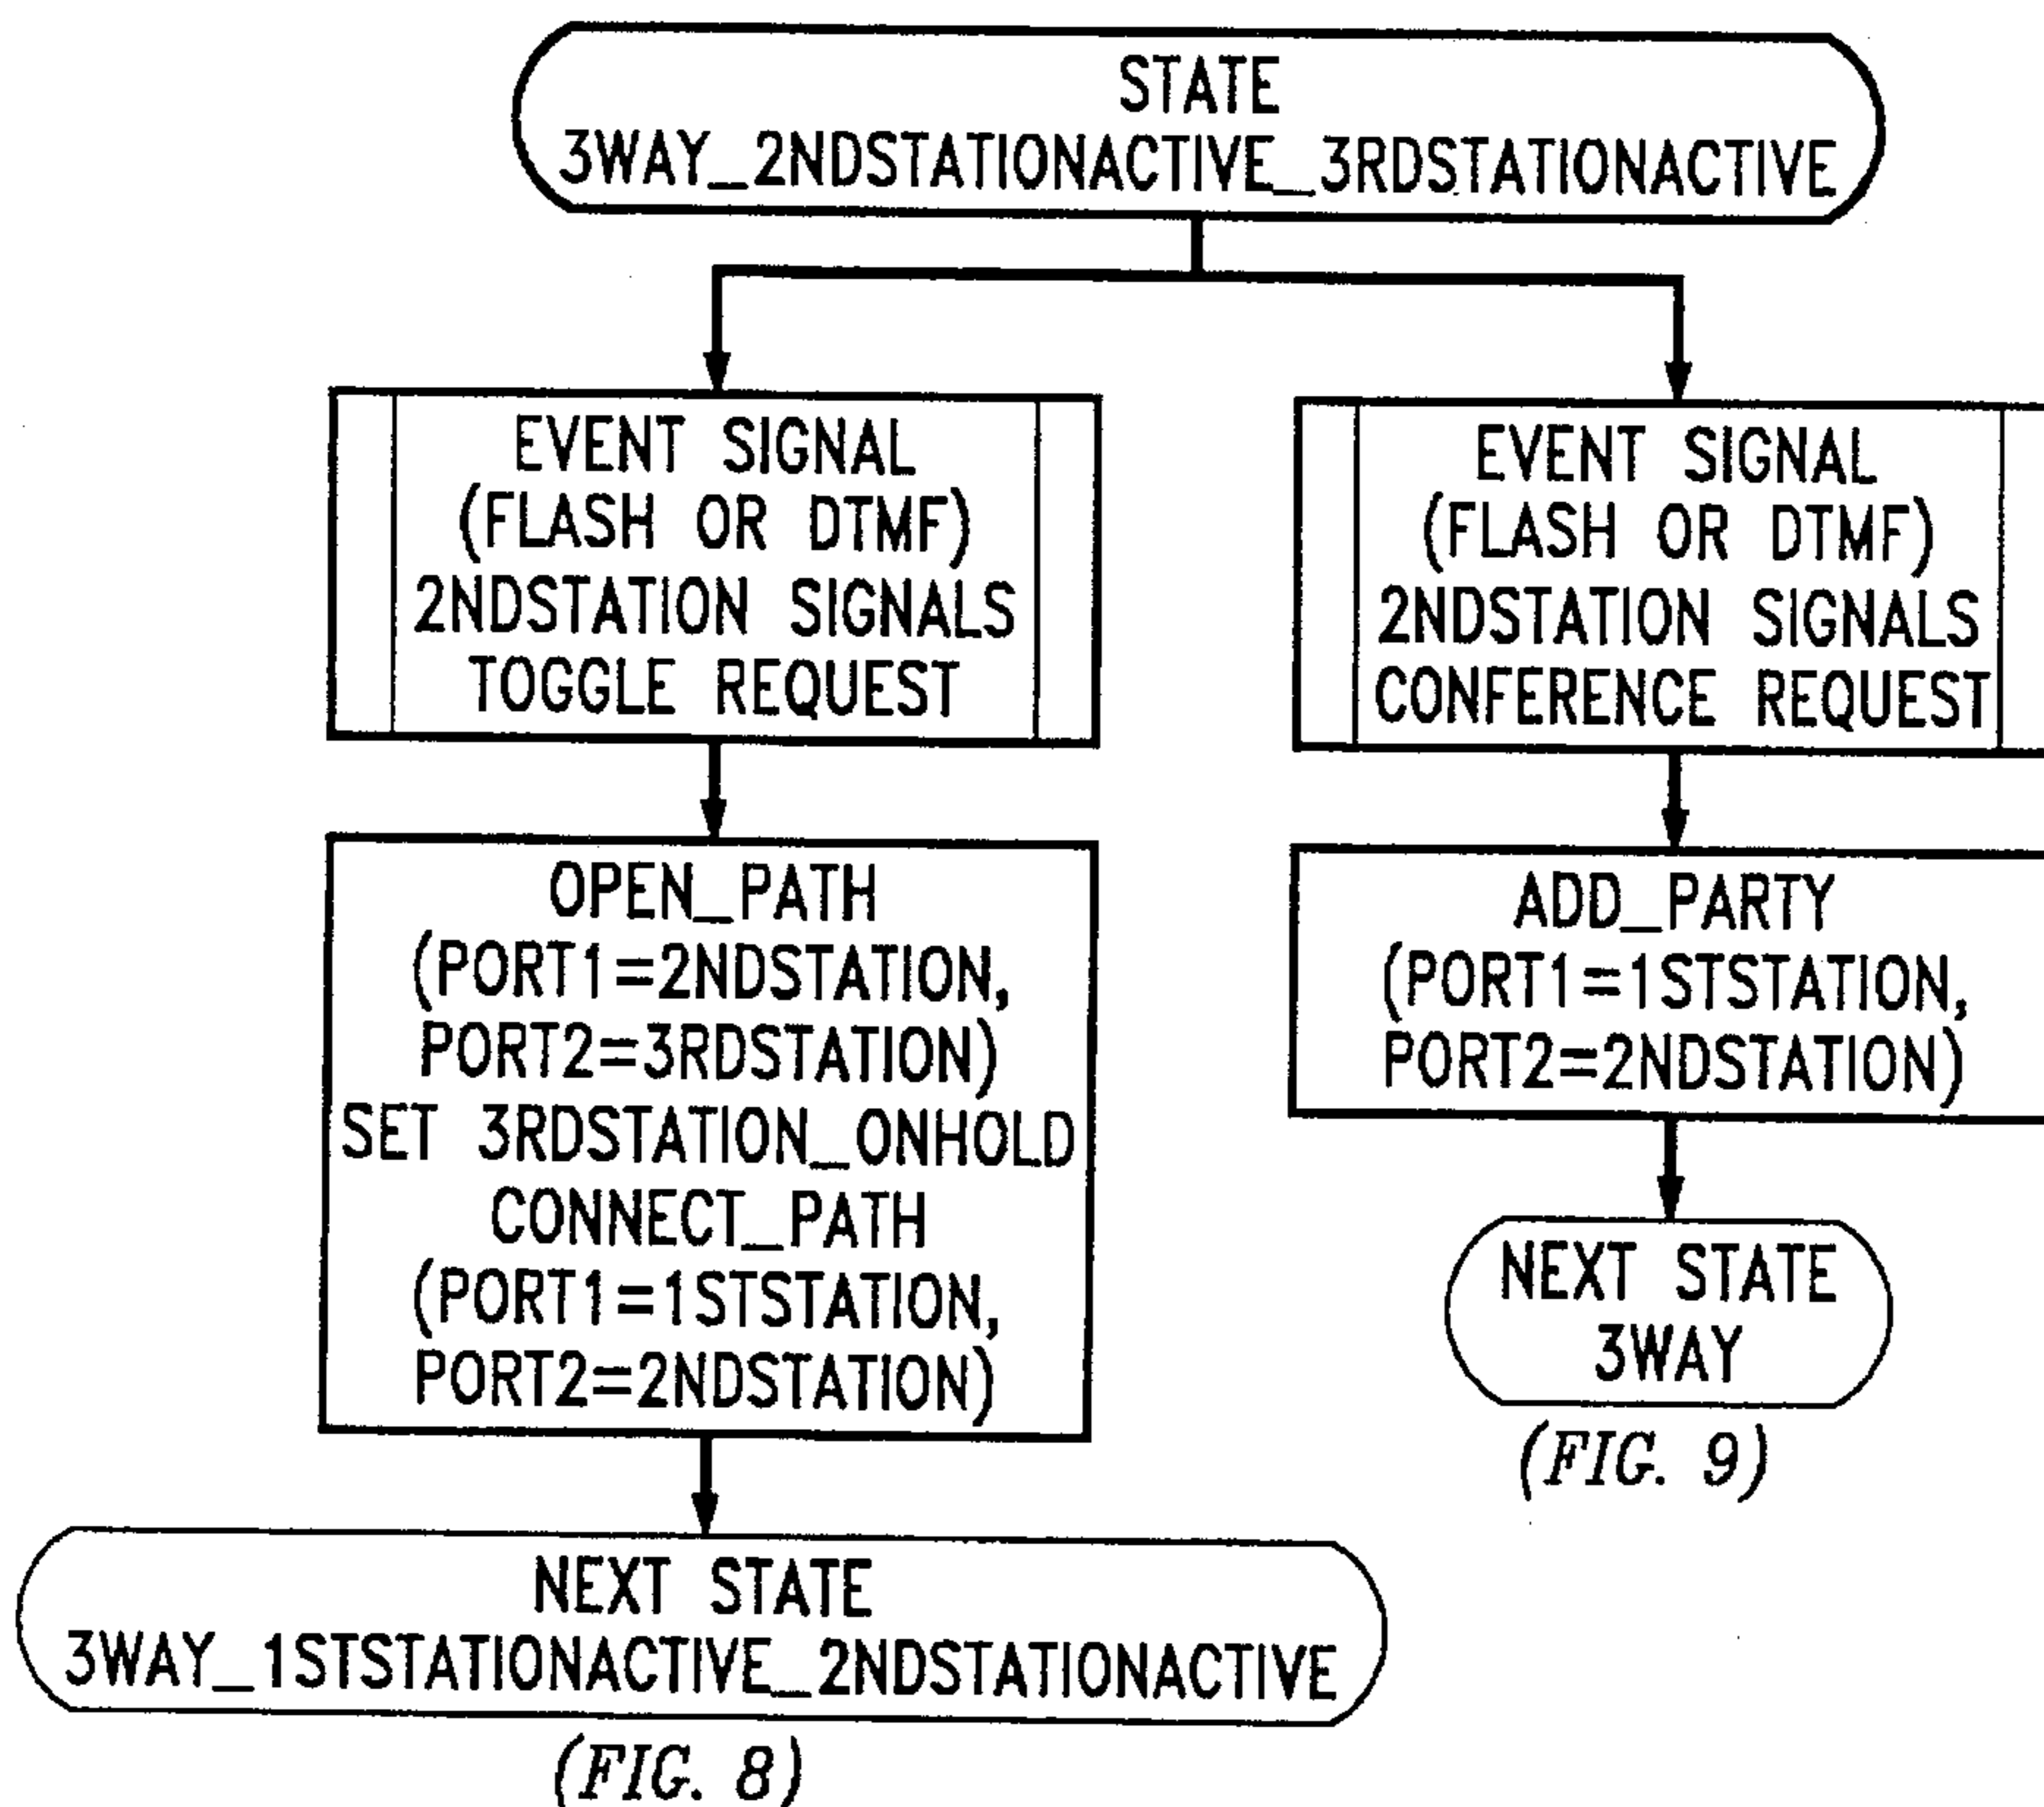 STATE
3WAY_2NDSTATIONACTIVE_3RDSTATIONACTIVE
EVENT SIGNAL
(FLASH OR DTMF)
2NDSTATION SIGNALS
TOGGLE REQUEST
OPEN_PATH
(PORT1=2NDSTATION,
PORT2=3RDSTATION)
SET 3RDSTATION_ONHOLD
CONNECT_PATH
(PORT1=1STSTATION,
PORT2=2NDSTATION)
NEXT STATE
3WAY_1STSTATIONACTIVE_2NDSTATIONACTIVE
(FIG. 8)
EVENT SIGNAL
(FLASH OR DTMF)
2NDSTATION SIGNALS
CONFERENCE REQUEST
ADD_PARTY
(PORT1=1STSTATION,
PORT2=2NDSTATION)
NEXT STATE
3WAY
(FIG. 9)